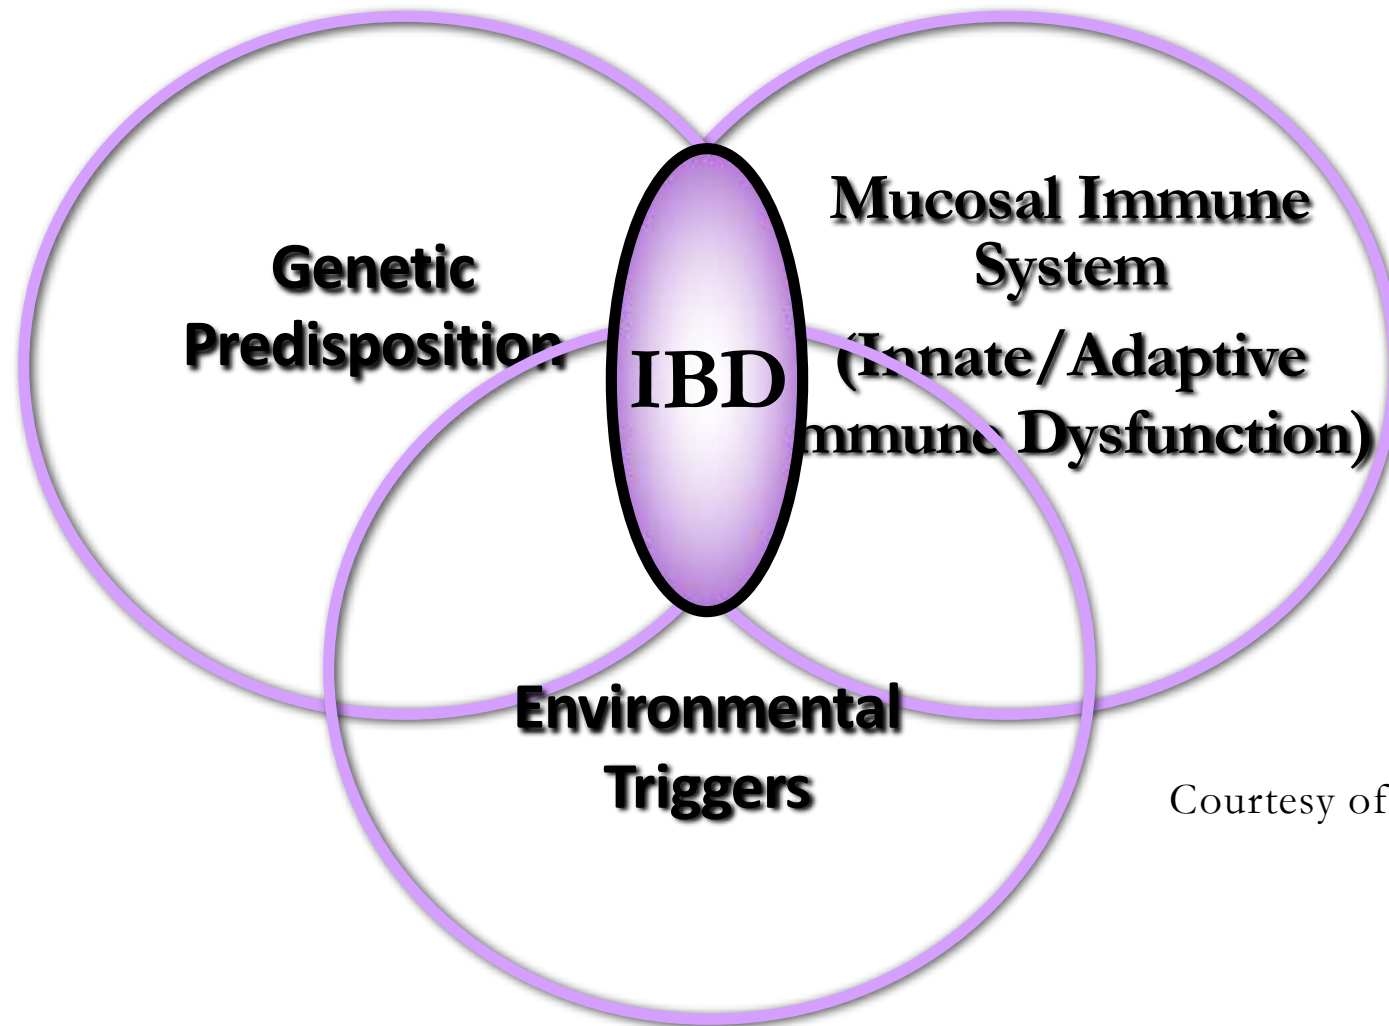 Genetic
Predisposition
IBD
Mucosal Immune
System
(Innate/Adaptive
mmune Dysfunction)
Environmental
Triggers
Courtesy of